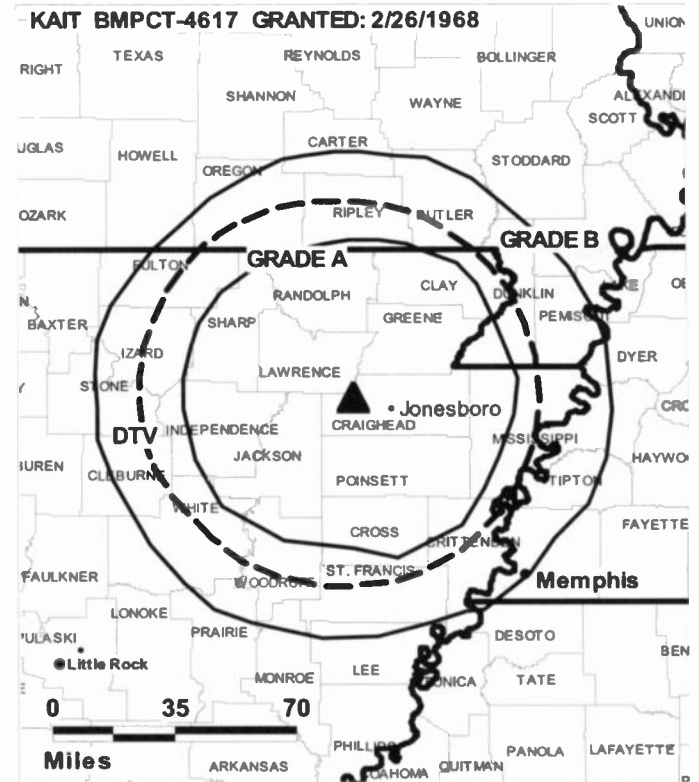 KAIT BMPCT-4617 GRANTED: 2/26/1968
UNION
TEXAS
REYNOLDS
BOLLINGER
RIGHT
SHANNON
WAYNE
ALEXANDI
SCOTT
UGLAS
HOWELL
CARTER
OREGON
STODDARD
OZARK
RIPLEY
BUTLER
GRADE B
GRADE A
FULTON
RANDOLPH
CLAY
DUNKLIN
KE
BAXTER
SHARP
GREENE
PEMISCOT
IZARD
LAWRENCE
DYER
STONE
Jonesboro
CRO
DTV
INDEPENDENCE
CRAIGHEAD
MISSISSIPPI
JACKSON
BUREN
CLEBURNE
POINSETT
TIPTON
HAYWO
WHITE
CROSS
CRITTENDEN
FAYETTE
FAULKNER
WOODRUFF
ST. FRANCIS
Memphis
LONOKE
PRAIRIE
DESOTO
PULASKI
Little Rock
LEE
BEN
MONROE
TUNICA
TATE
0 35 70
Miles
PHILLIPS
PANOLA
LAFAYETTE
ARKANSAS
COAHOMA
QUITMAN